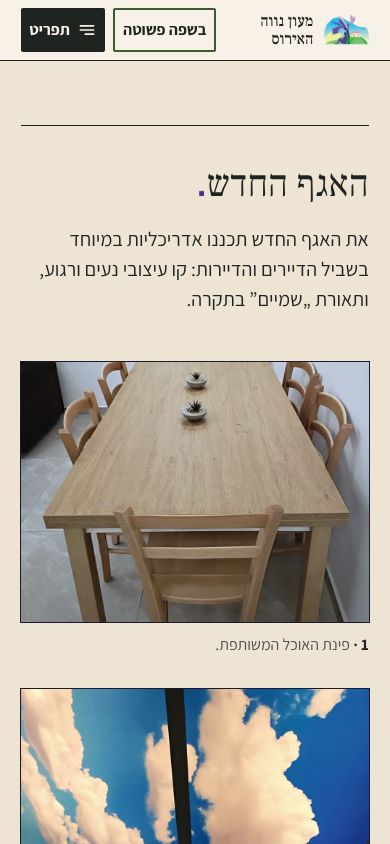 מעון נווה
האירוס
בשפה פשוטה
תפריט
האגף החדש.
את האגף החדש תכננו אדריכליות במיוחד
בשביל הדיירים והדיירות: קו עיצובי נעים ורגוע,
ותאורת „שמיים” בתקרה.
1 · פינת האוכל המשותפת.